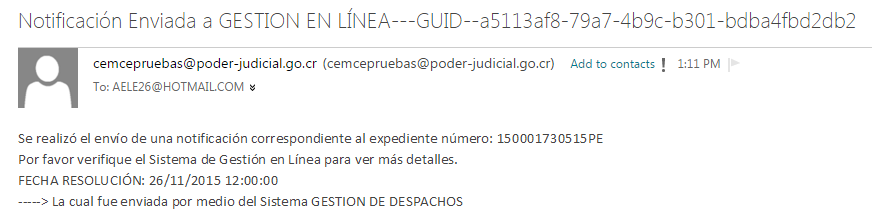 Notificación Enviada a GESTION EN LÍNEA---GUID--a5113af8-79a7-4b9c-b301-bdba4fbd2db2
cemcepruebas@poder-judicial.go.cr (cemcepruebas@poder-judicial.go.cr) Add to contacts ! 1:11 PM
To: AELE26@HOTMAIL.COM
Se realizó el envío de una notificación correspondiente al expediente número: 150001730515PE
Por favor verifique el Sistema de Gestión en Línea para ver más detalles.
FECHA RESOLUCIÓN: 26/11/2015 12:00:00
-----> La cual fue enviada por medio del Sistema GESTION DE DESPACHOS